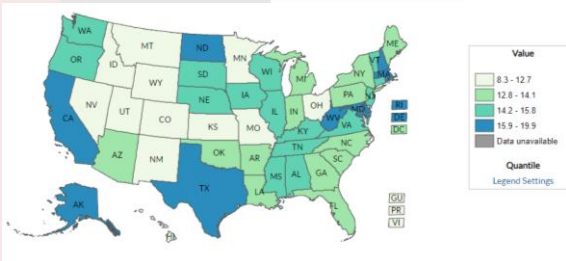 WA
ME
MT
ND
MN
VT
OR
ID
SD
WI
MI
NY
MA
WY
IA
PA
NE
NV
IL
IN
OH
MD
RI
UT
CO
WV
VA
DE
CA
KS
MO
KY
DC
NC
TN
AZ
OK
AR
SC
NM
MS
AL
GA
TX
LA
AK
FL
GU
PR
VI
HI
Value
8.3 - 12.7
12.8 - 14.1
14.2 - 15.8
15.9 - 19.9
Data unavailable
Quantile
Legend Settings